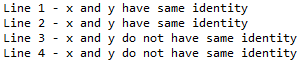 Line 1 - x and y have same identity
Line 2 - x and y have same identity
Line 3 - x and y do not have same identity
Line 4 - x and y do not have same identity